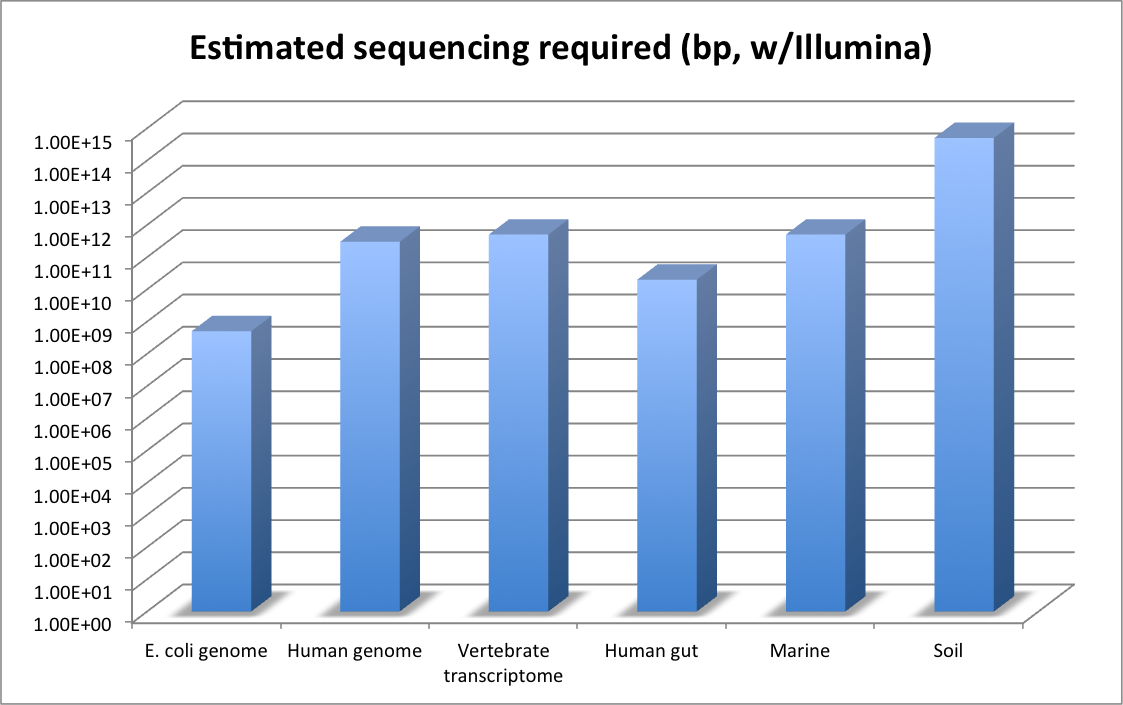 Estimated sequencing required (bp, w/Illumina)
1.00E+15
1.00E+14
1.00E+13
1.00E+12
1.00E+11
1.00E+10
1.00E+09
1.00E+08
1.00E+07
1.00E+06
1.00E+05
1.00E+04
1.00E+03
1.00E+02
1.00E+01
1.00E+00
E. coli genome Human genome Vertebrate Human gut Marine Soil
transcriptome